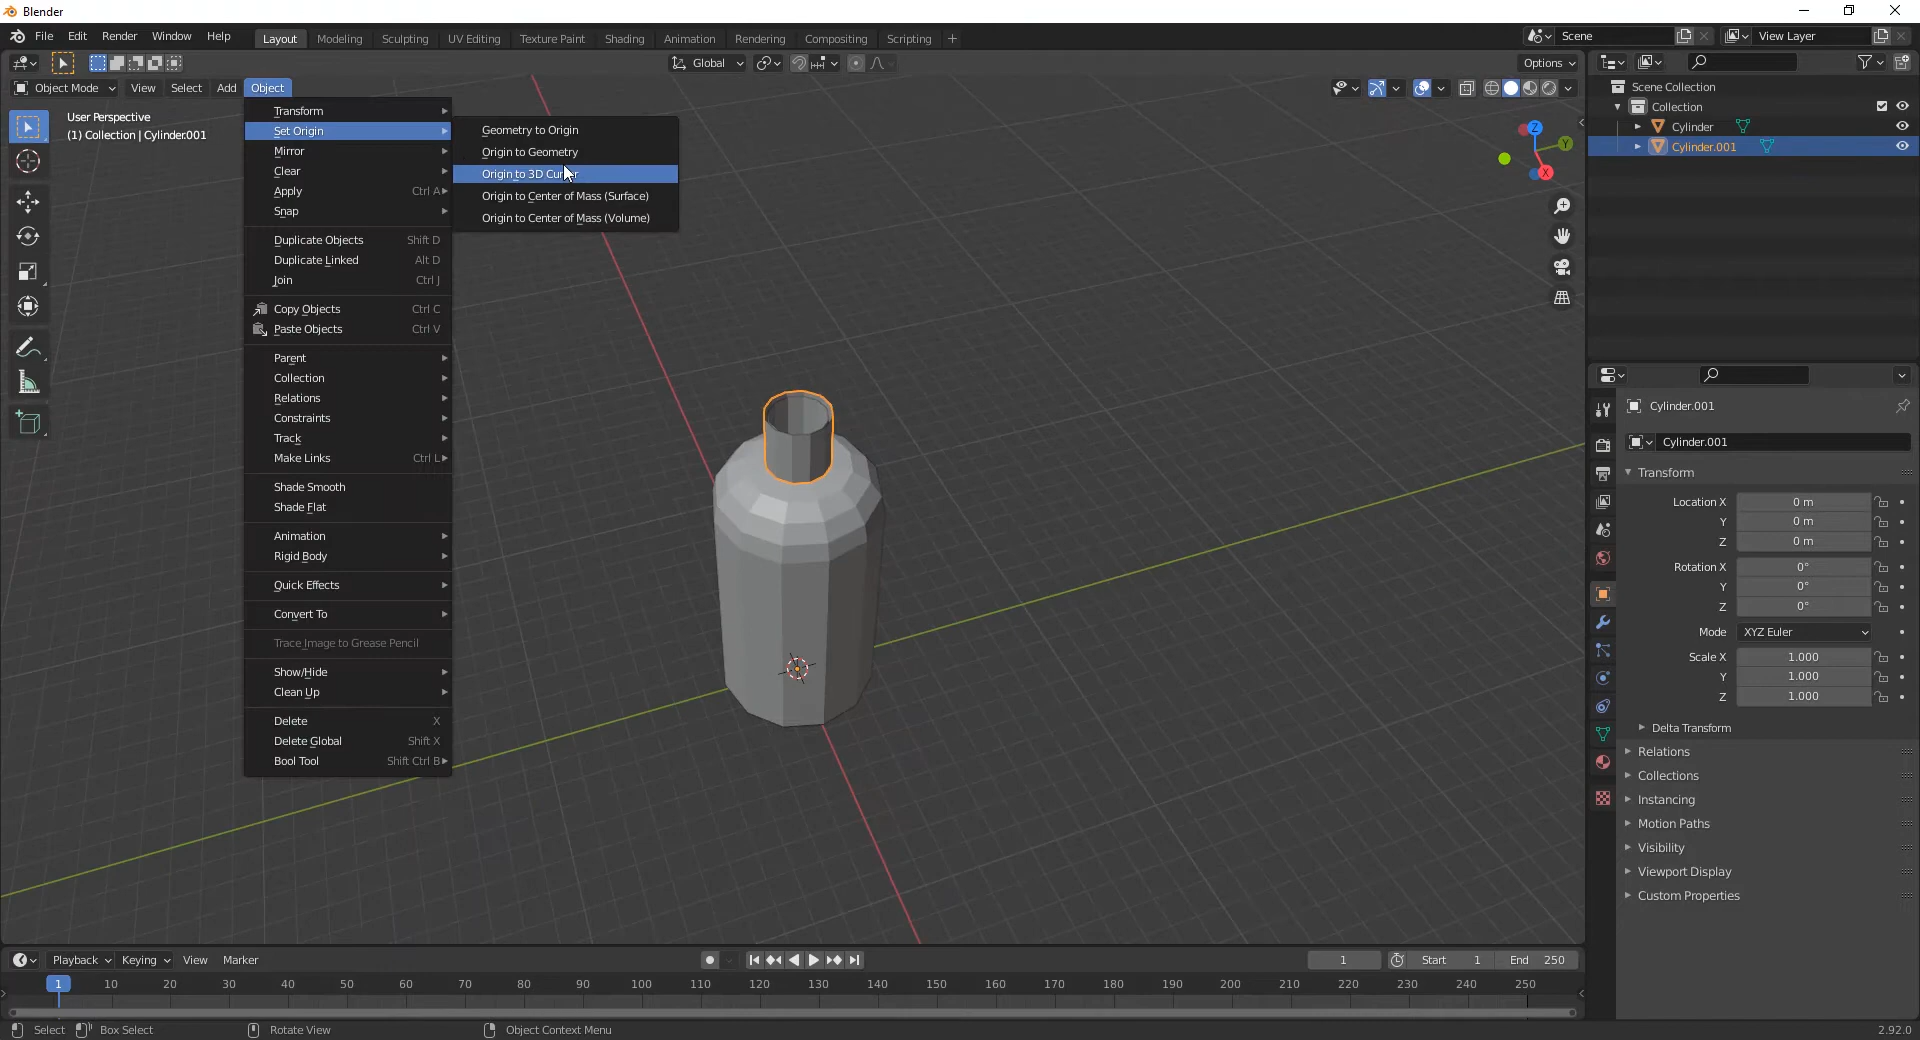 Blender
File Edit Render Window Help
Layout Modeling Sculpting UV Editing Texture Paint Shading Animation Rendering Compositing Scripting +
Scene
View Layer
Global
Options
Object Mode View Select Add Object
User Perspective
(1) Collection | Cylinder.001
Transform
Set Origin
Mirror
Clear
Apply Ctrl A
Snap
Duplicate Objects Shift D
Duplicate Linked Alt D
Join Ctrl J
Copy Objects Ctrl C
Paste Objects Ctrl V
Parent
Collection
Relations
Constraints
Track
Make Links Ctrl L
Shade Smooth
Shade Flat
Animation
Rigid Body
Quick Effects
Convert To
Trace Image to Grease Pencil
Show/Hide
Clean Up
Delete X
Delete Global Shift X
Bool Tool Shift Ctrl B
Geometry to Origin
Origin to Geometry
Origin to 3D
Origin to Center of Mass (Surface)
Origin to Center of Mass (Volume)
Z
Y
X
Scene Collection
Collection
Cylinder
Cylinder.001
Cylinder.001
Cylinder.001
Transform
Location X 0 m
Y 0 m
Z 0 m
Rotation X 0°
Y 0°
Z 0°
Mode XYZ Euler
Scale X 1.000
Y 1.000
Z 1.000
Delta Transform
Relations
Collections
Instancing
Motion Paths
Visibility
Viewport Display
Custom Properties
Playback Keying View Marker
1 Start 1 End 250
1 10 20 30 40 50 60 70 80 90 100 110 120 130 140 150 160 170 180 190 200 210 220 230 240 250
Select Box Select Rotate View Object Context Menu 2.92.0